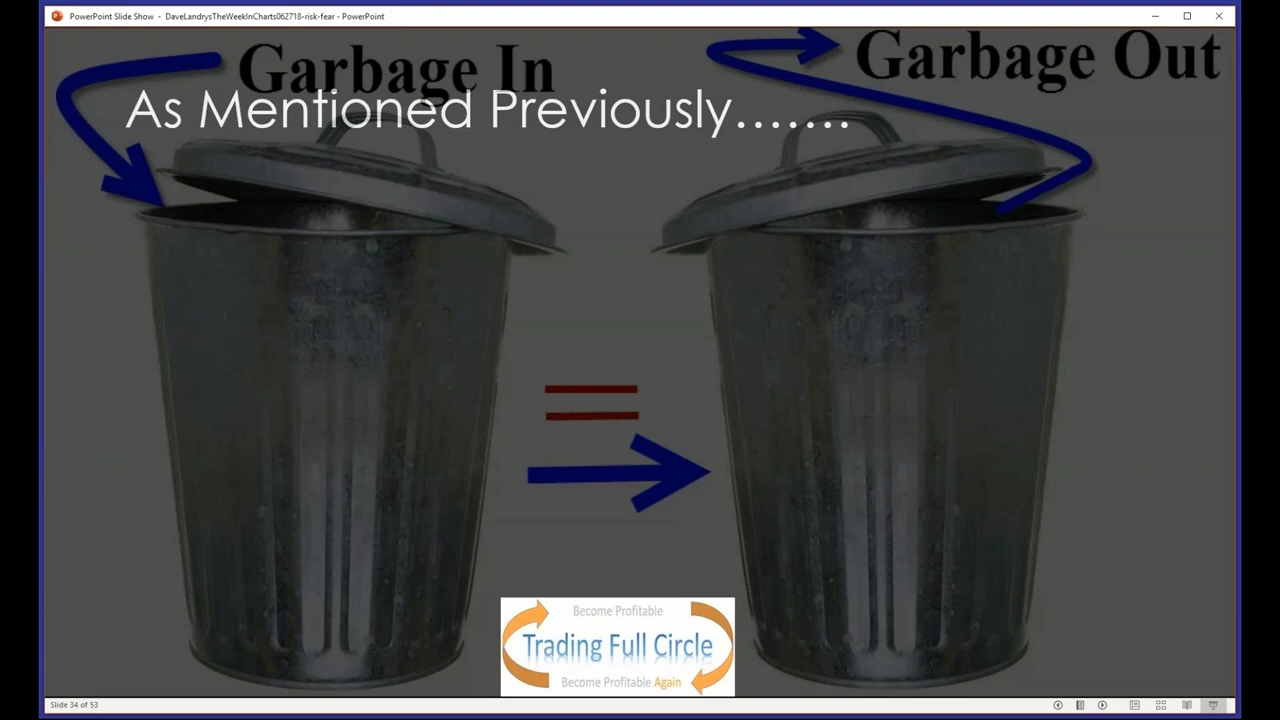 PowerPoint Slide Show - DaveLandrysTheWeekInCharts062718-risk-fear - PowerPoint
Garbage In
Garbage Out
As Mentioned Previously.......
Become Profitable
Trading Full Circle
Become Profitable Again
Slide 34 of 53